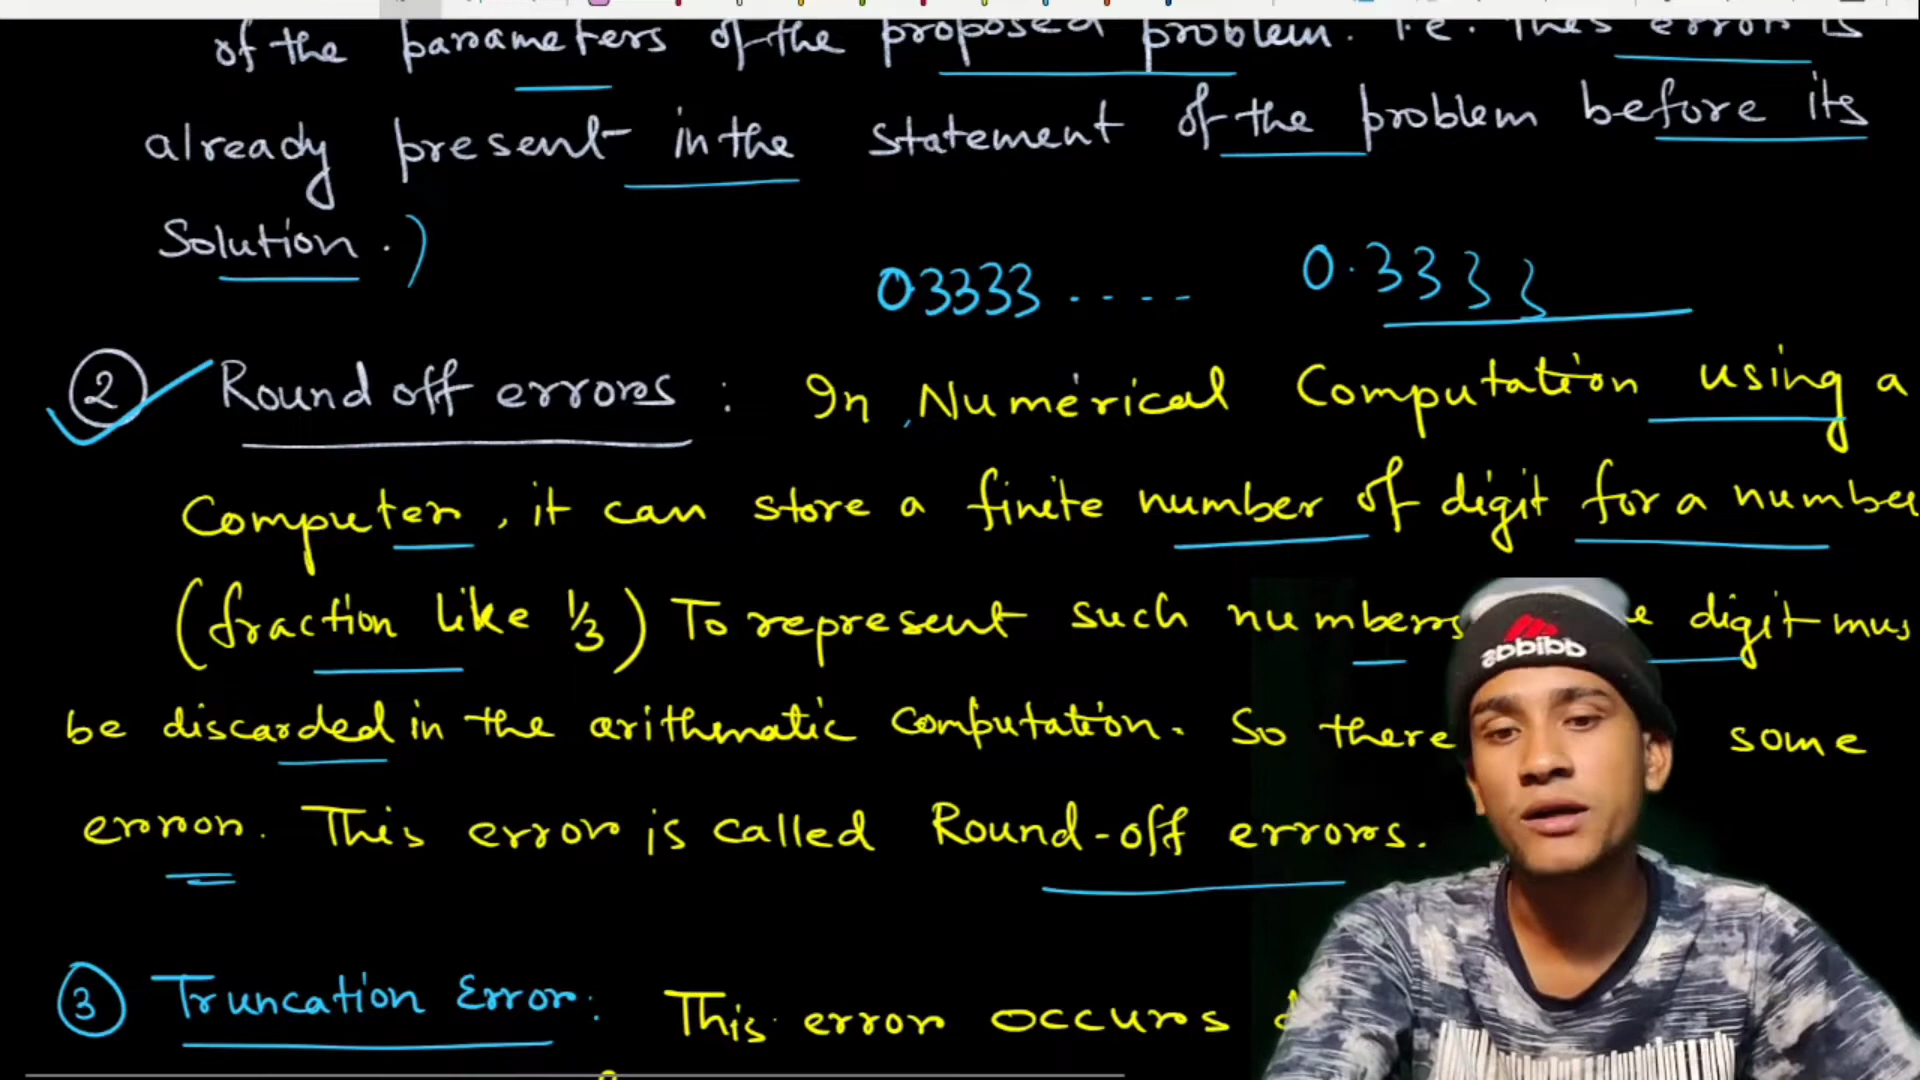 of the parameters of the proposed problem. i.e. This error is
already present in the statement of the problem before its
Solution.)
0.3333 ---- 0.3333
② Round off errors : In Numerical Computation using a
Computer, it can store a finite number of digit for a number
(fraction like 1/3) To represent such numbers digit mus
be discarded in the arithmatic computation. So there some
error. This error is called Round-off errors.
③ Truncation Error: This error occurs